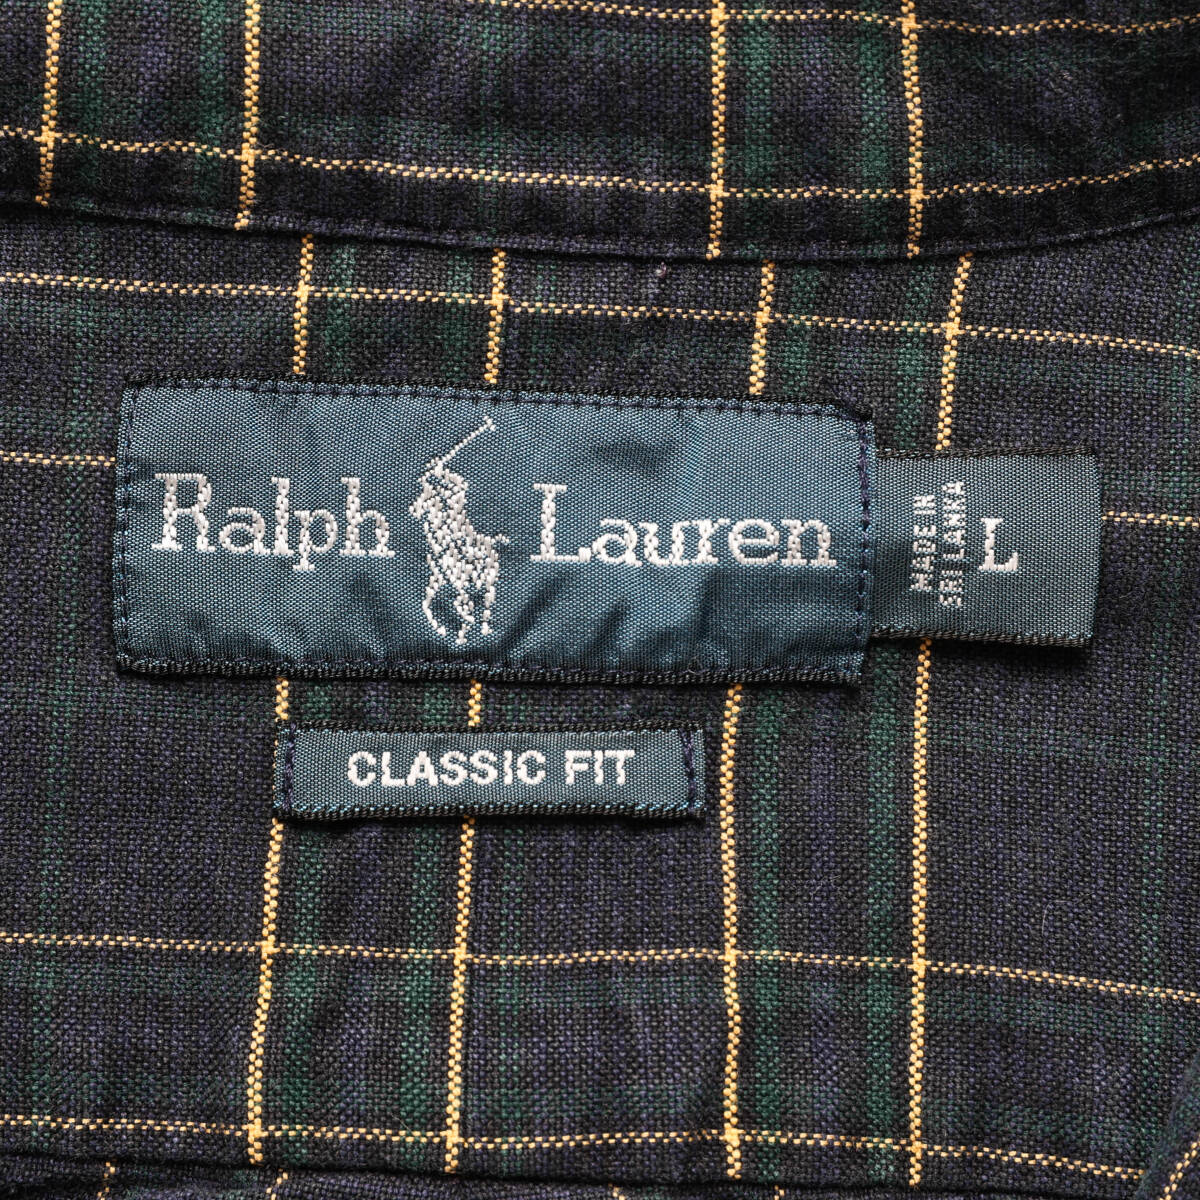 Ralph Lauren
MADE IN
SRI LANKA
L
CLASSIC FIT